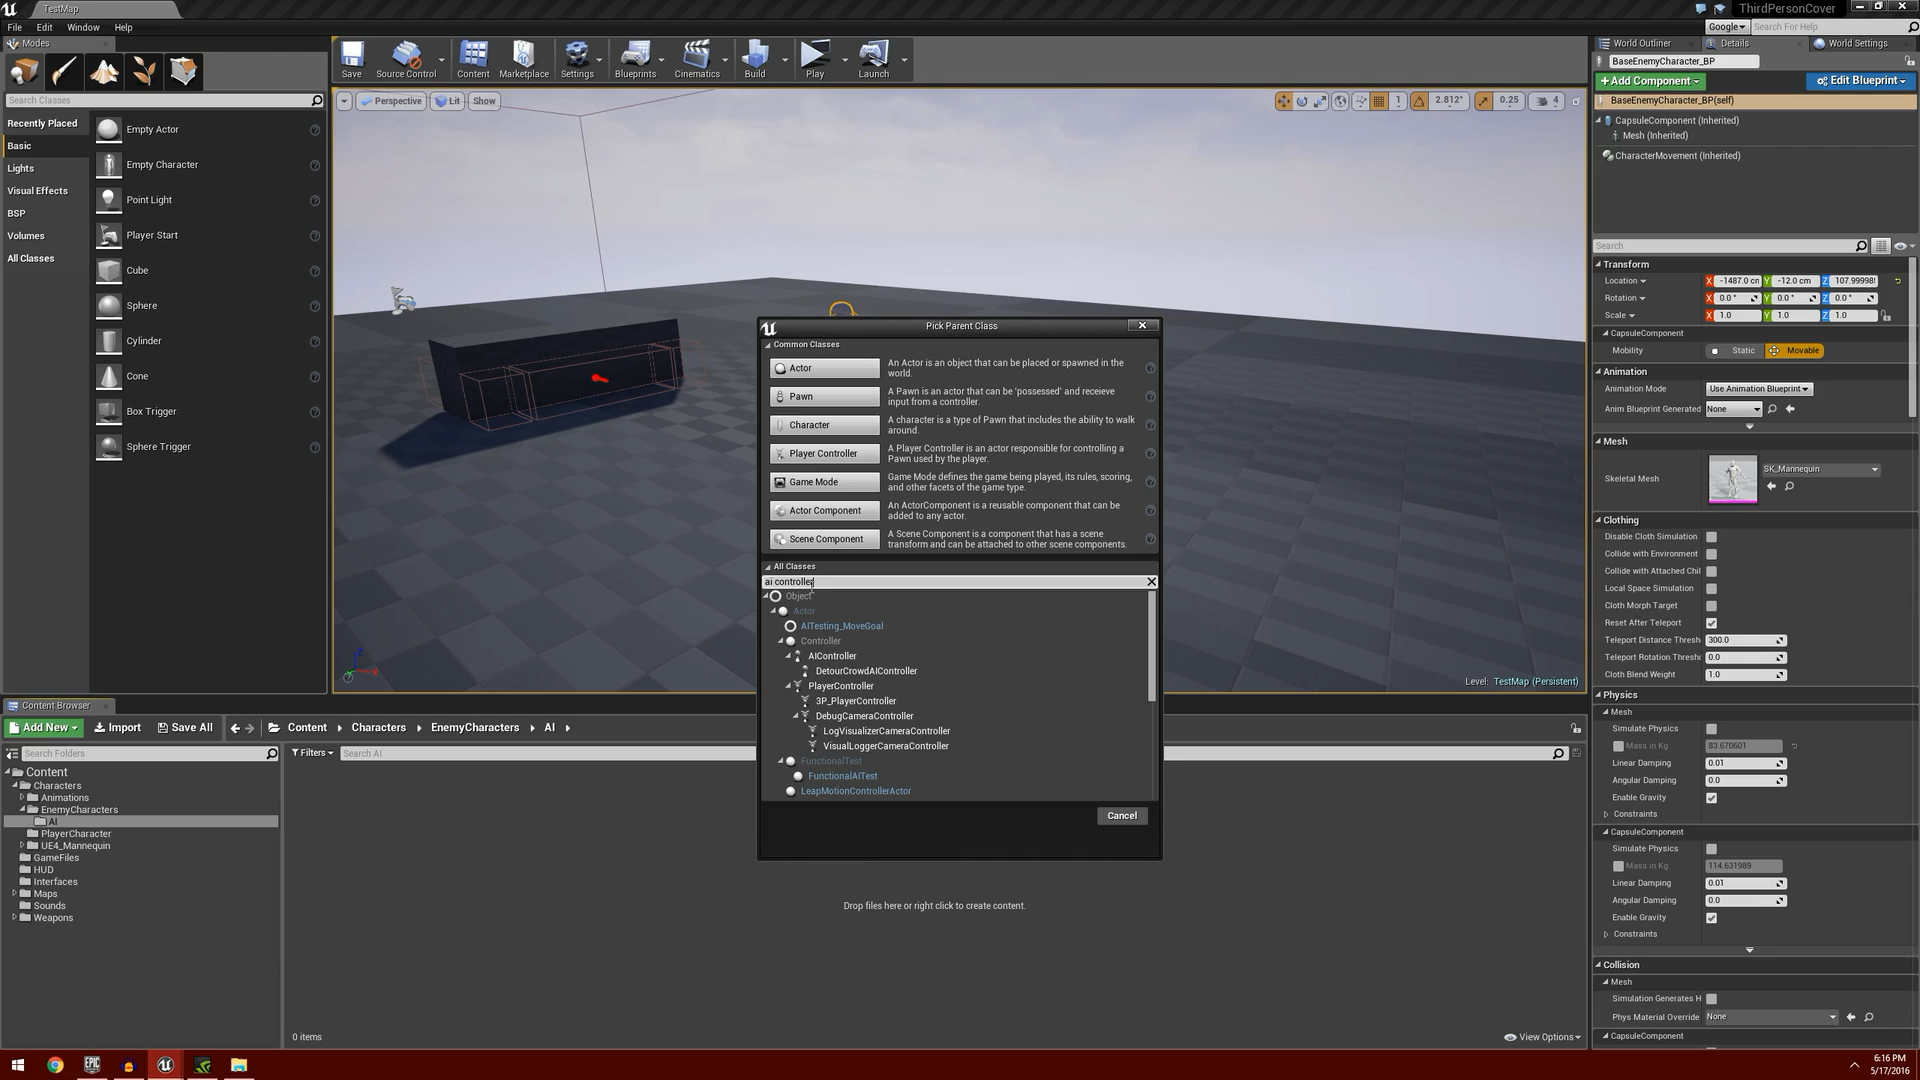 TestMap
ThirdPersonCover
File Edit Window Help
Google Search For Help
Modes
Search Classes
Recently Placed
Basic
Lights
Visual Effects
BSP
Volumes
All Classes
Empty Actor
Empty Character
Point Light
Player Start
Cube
Sphere
Cylinder
Cone
Box Trigger
Sphere Trigger
Save
Source Control
Content
Marketplace
Settings
Blueprints
Cinematics
Build
Play
Launch
Perspective Lit Show
1 2.812° 0.25 4
Level: TestMap (Persistent)
Pick Parent Class
Common Classes
Actor
An Actor is an object that can be placed or spawned in the
world.
Pawn
A Pawn is an actor that can be 'possessed' and receieve
input from a controller.
Character
A character is a type of Pawn that includes the ability to walk
around.
Player Controller
A Player Controller is an actor responsible for controlling a
Pawn used by the player.
Game Mode
Game Mode defines the game being played, its rules, scoring,
and other facets of the game type.
Actor Component
An ActorComponent is a reusable component that can be
added to any actor.
Scene Component
A Scene Component is a component that has a scene
transform and can be attached to other scene components.
All Classes
ai controller
Object
Actor
AITesting_MoveGoal
Controller
AIController
DetourCrowdAIController
PlayerController
3P_PlayerController
DebugCameraController
LogVisualizerCameraController
VisualLoggerCameraController
FunctionalTest
FunctionalAITest
LeapMotionControllerActor
Cancel
World Outliner Details World Settings
BaseEnemyCharacter_BP
+ Add Component Edit Blueprint
BaseEnemyCharacter_BP(self)
CapsuleComponent (Inherited)
Mesh (Inherited)
CharacterMovement (Inherited)
Search
Transform
Location X -1487.0 cm Y -12.0 cm Z 107.999985
Rotation X 0.0 ° Y 0.0 ° Z 0.0 °
Scale X 1.0 Y 1.0 Z 1.0
CapsuleComponent
Mobility Static Movable
Animation
Animation Mode Use Animation Blueprint
Anim Blueprint Generated None
Mesh
Skeletal Mesh SK_Mannequin
Clothing
Disable Cloth Simulation
Collide with Environment
Collide with Attached Chil
Local Space Simulation
Cloth Morph Target
Reset After Teleport
Teleport Distance Thresh 300.0
Teleport Rotation Thresh 0.0
Cloth Blend Weight 1.0
Physics
Mesh
Simulate Physics
Mass in Kg 83.670601
Linear Damping 0.01
Angular Damping 0.0
Enable Gravity
Constraints
CapsuleComponent
Simulate Physics
Mass in Kg 114.631989
Linear Damping 0.01
Angular Damping 0.0
Enable Gravity
Constraints
Collision
Mesh
Simulation Generates H
Phys Material Override None
CapsuleComponent
Content Browser
Add New Import Save All Content Characters EnemyCharacters AI
Search Folders
Filters Search AI
Content
Characters
Animations
EnemyCharacters
AI
PlayerCharacter
UE4_Mannequin
GameFiles
HUD
Interfaces
Maps
Sounds
Weapons
Drop files here or right click to create content.
0 items
View Options
EPIC
6:16 PM
5/17/2016